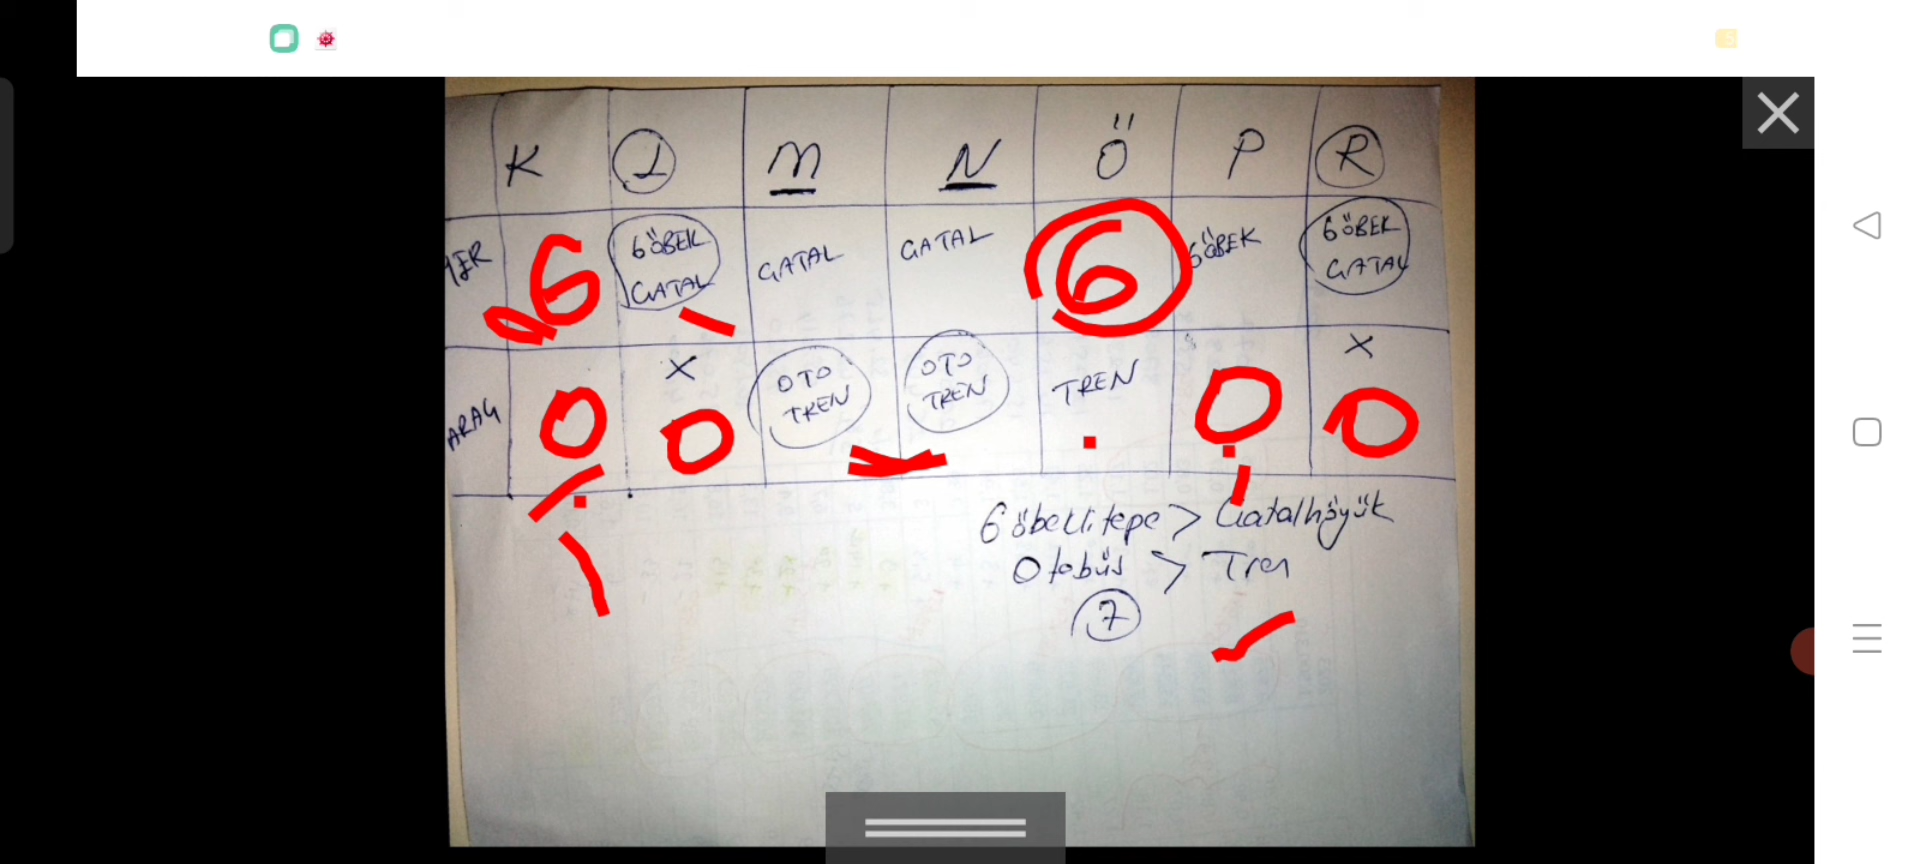 K L M N Ö P R
YER G GÖBEK ÇATAL ÇATAL ÇATAL G GÖBEK GÖBEK ÇATAL
ARAÇ O X O OTO TREN OTO TREN TREN O X O
Göbeklitepe > Çatalhöyük
Otobüs > Tren
7